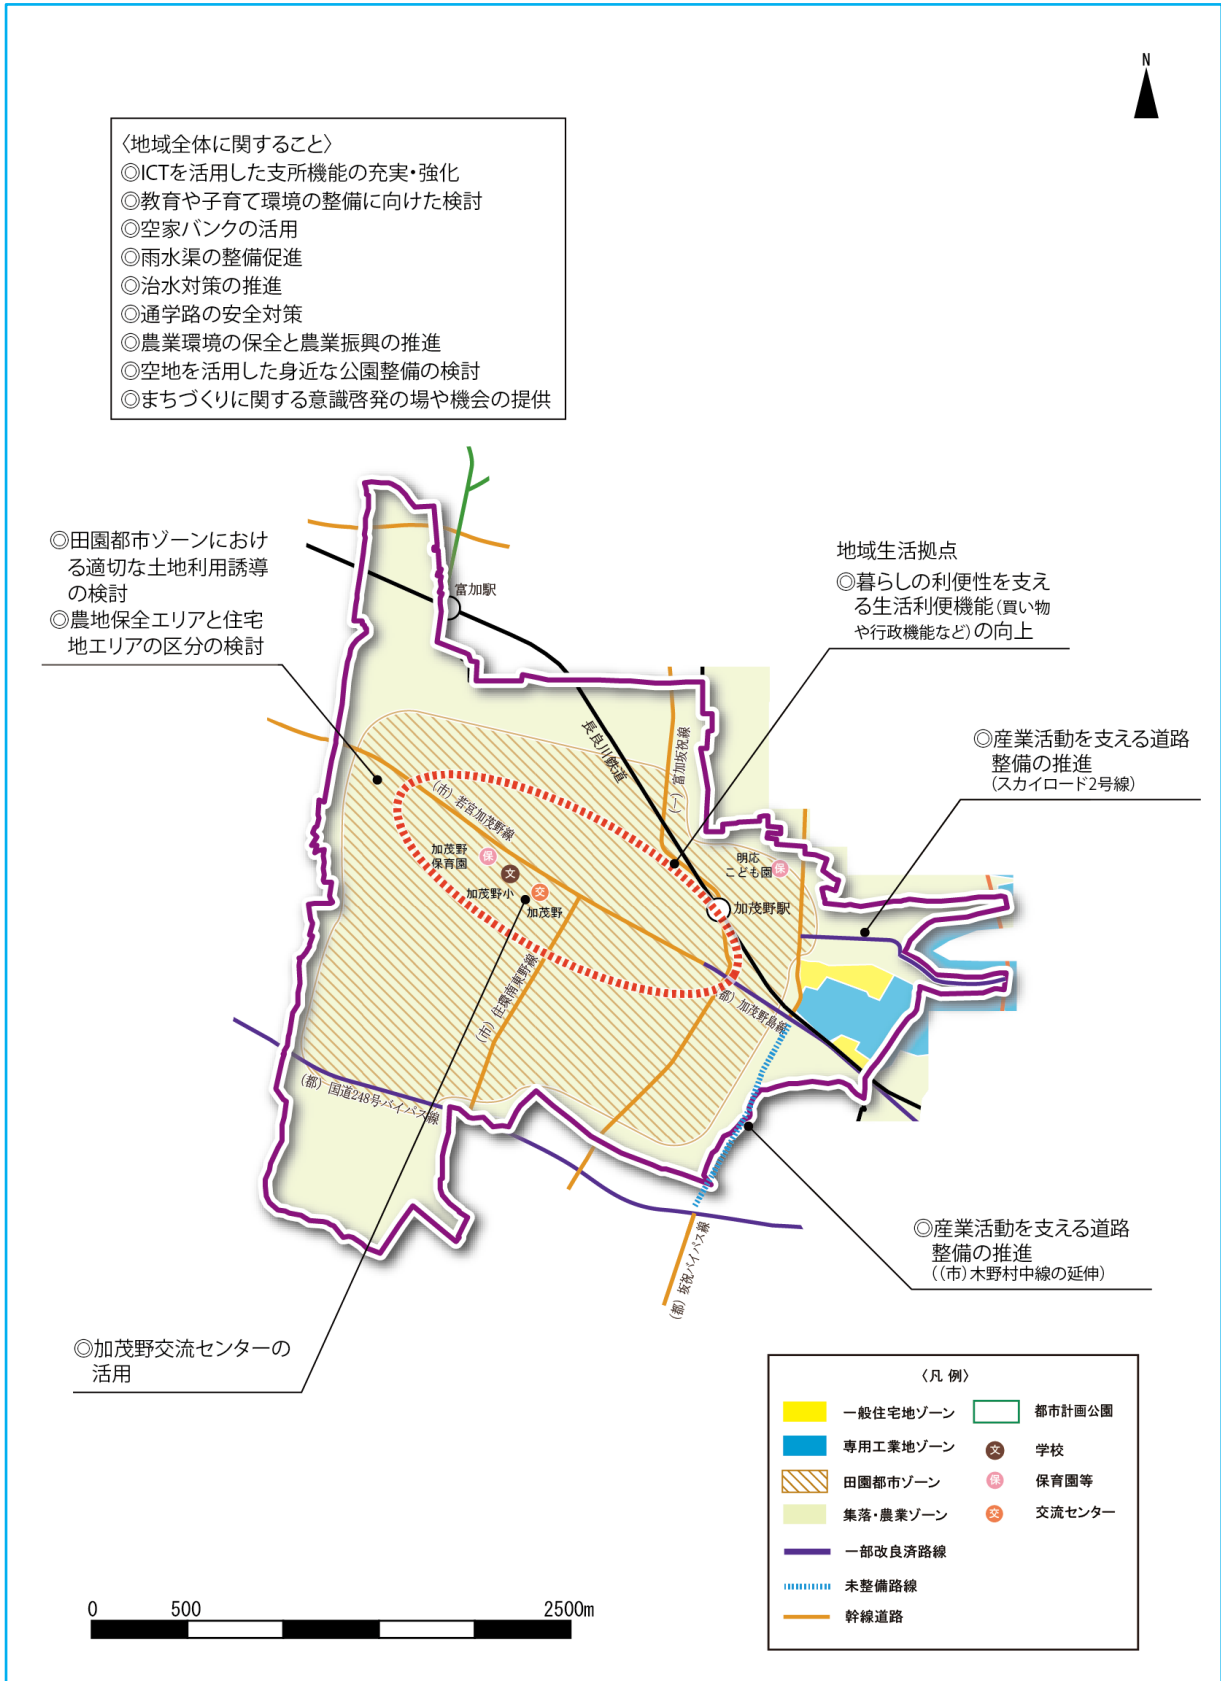 N
〈地域全体に関すること〉
◎ICTを活用した支所機能の充実・強化
◎教育や子育て環境の整備に向けた検討
◎空家バンクの活用
◎雨水渠の整備促進
◎治水対策の推進
◎通学路の安全対策
◎農業環境の保全と農業振興の推進
◎空地を活用した身近な公園整備の検討
◎まちづくりに関する意識啓発の場や機会の提供
◎田園都市ゾーンにおけ
る適切な土地利用誘導
の検討
◎農地保全エリアと住宅
地エリアの区分の検討
地域生活拠点
◎暮らしの利便性を支え
る生活利便機能(買い物
や行政機能など)の向上
◎産業活動を支える道路
整備の推進
(スカイロード2号線)
富加駅
長良川鉄道
(一)富加坂祝線
(市)若宮加茂野線
加茂野
保育園
保
文
加茂野小
交
加茂野
明応
こども園
保
加茂野駅
(市)住環南東野線
(都)加茂野島線
(都)国道248号バイパス線
(都)坂祝バイパス線
◎産業活動を支える道路
整備の推進
((市)木野村中線の延伸)
◎加茂野交流センターの
活用
〈凡 例〉
一般住宅地ゾーン
都市計画公園
専用工業地ゾーン
文 学校
田園都市ゾーン
保 保育園等
集落・農業ゾーン
交 交流センター
一部改良済路線
未整備路線
幹線道路
0 500 2500m